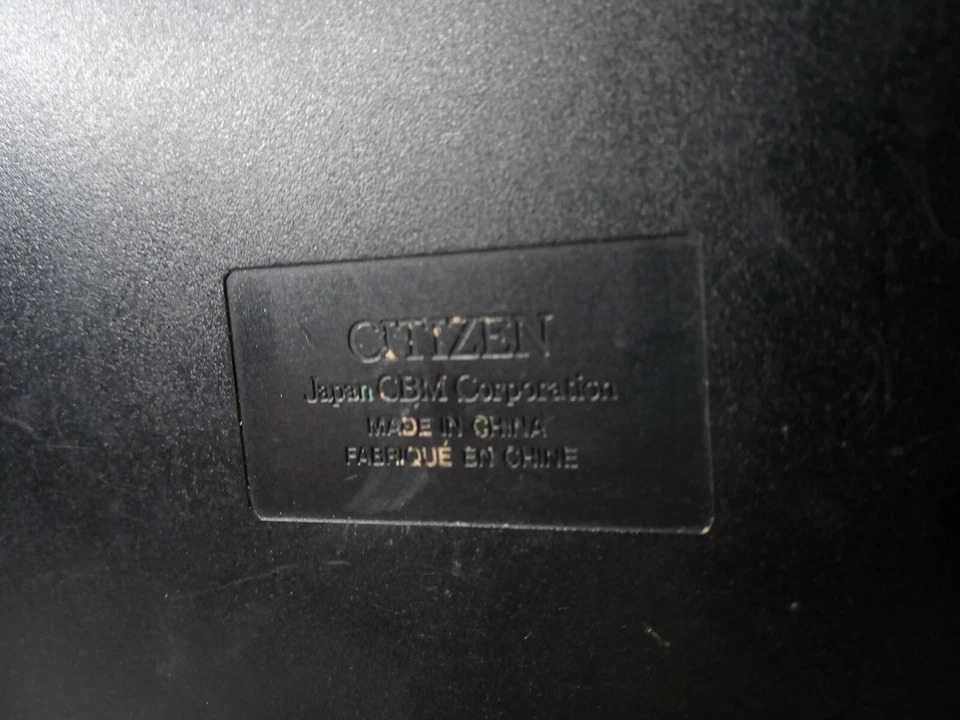 CITIZEN
Japan CBM Corporation
MADE IN CHINA
FABRIQUÉ EN CHINE